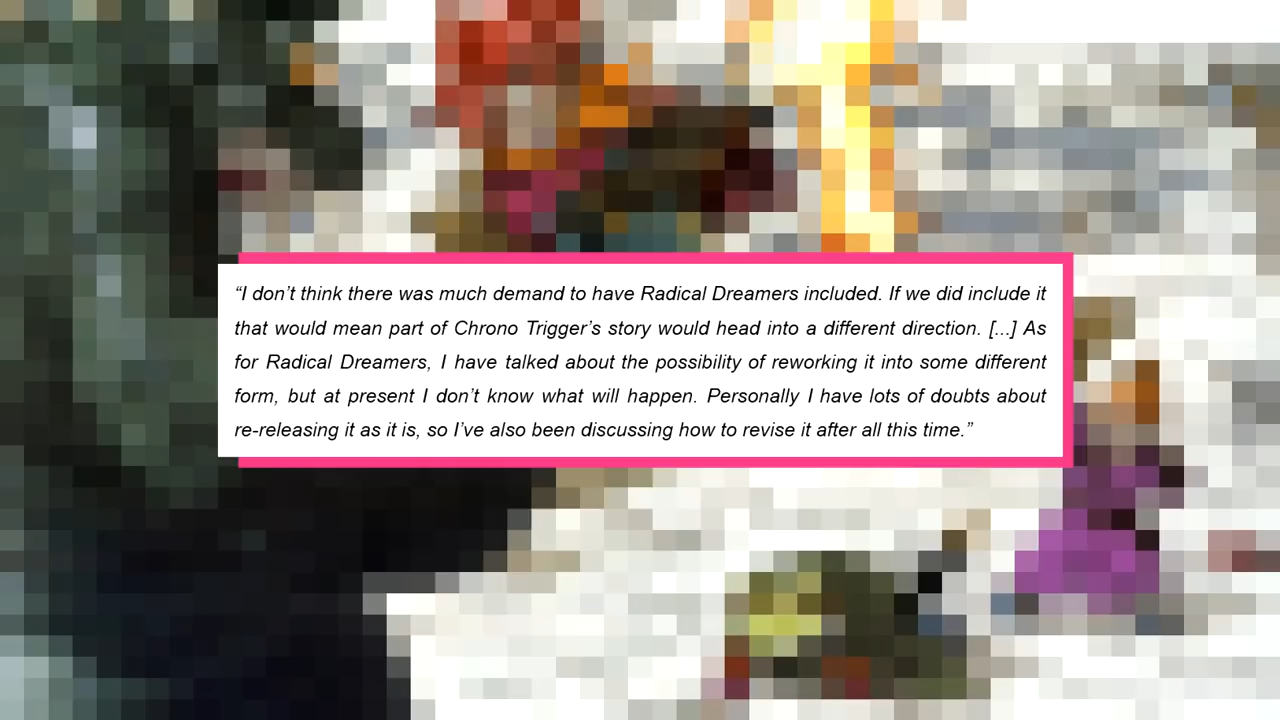 “I don’t think there was much demand to have Radical Dreamers included. If we did include it
that would mean part of Chrono Trigger’s story would head into a different direction. [...] As
for Radical Dreamers, I have talked about the possibility of reworking it into some different
form, but at present I don’t know what will happen. Personally I have lots of doubts about
re-releasing it as it is, so I’ve also been discussing how to revise it after all this time.”